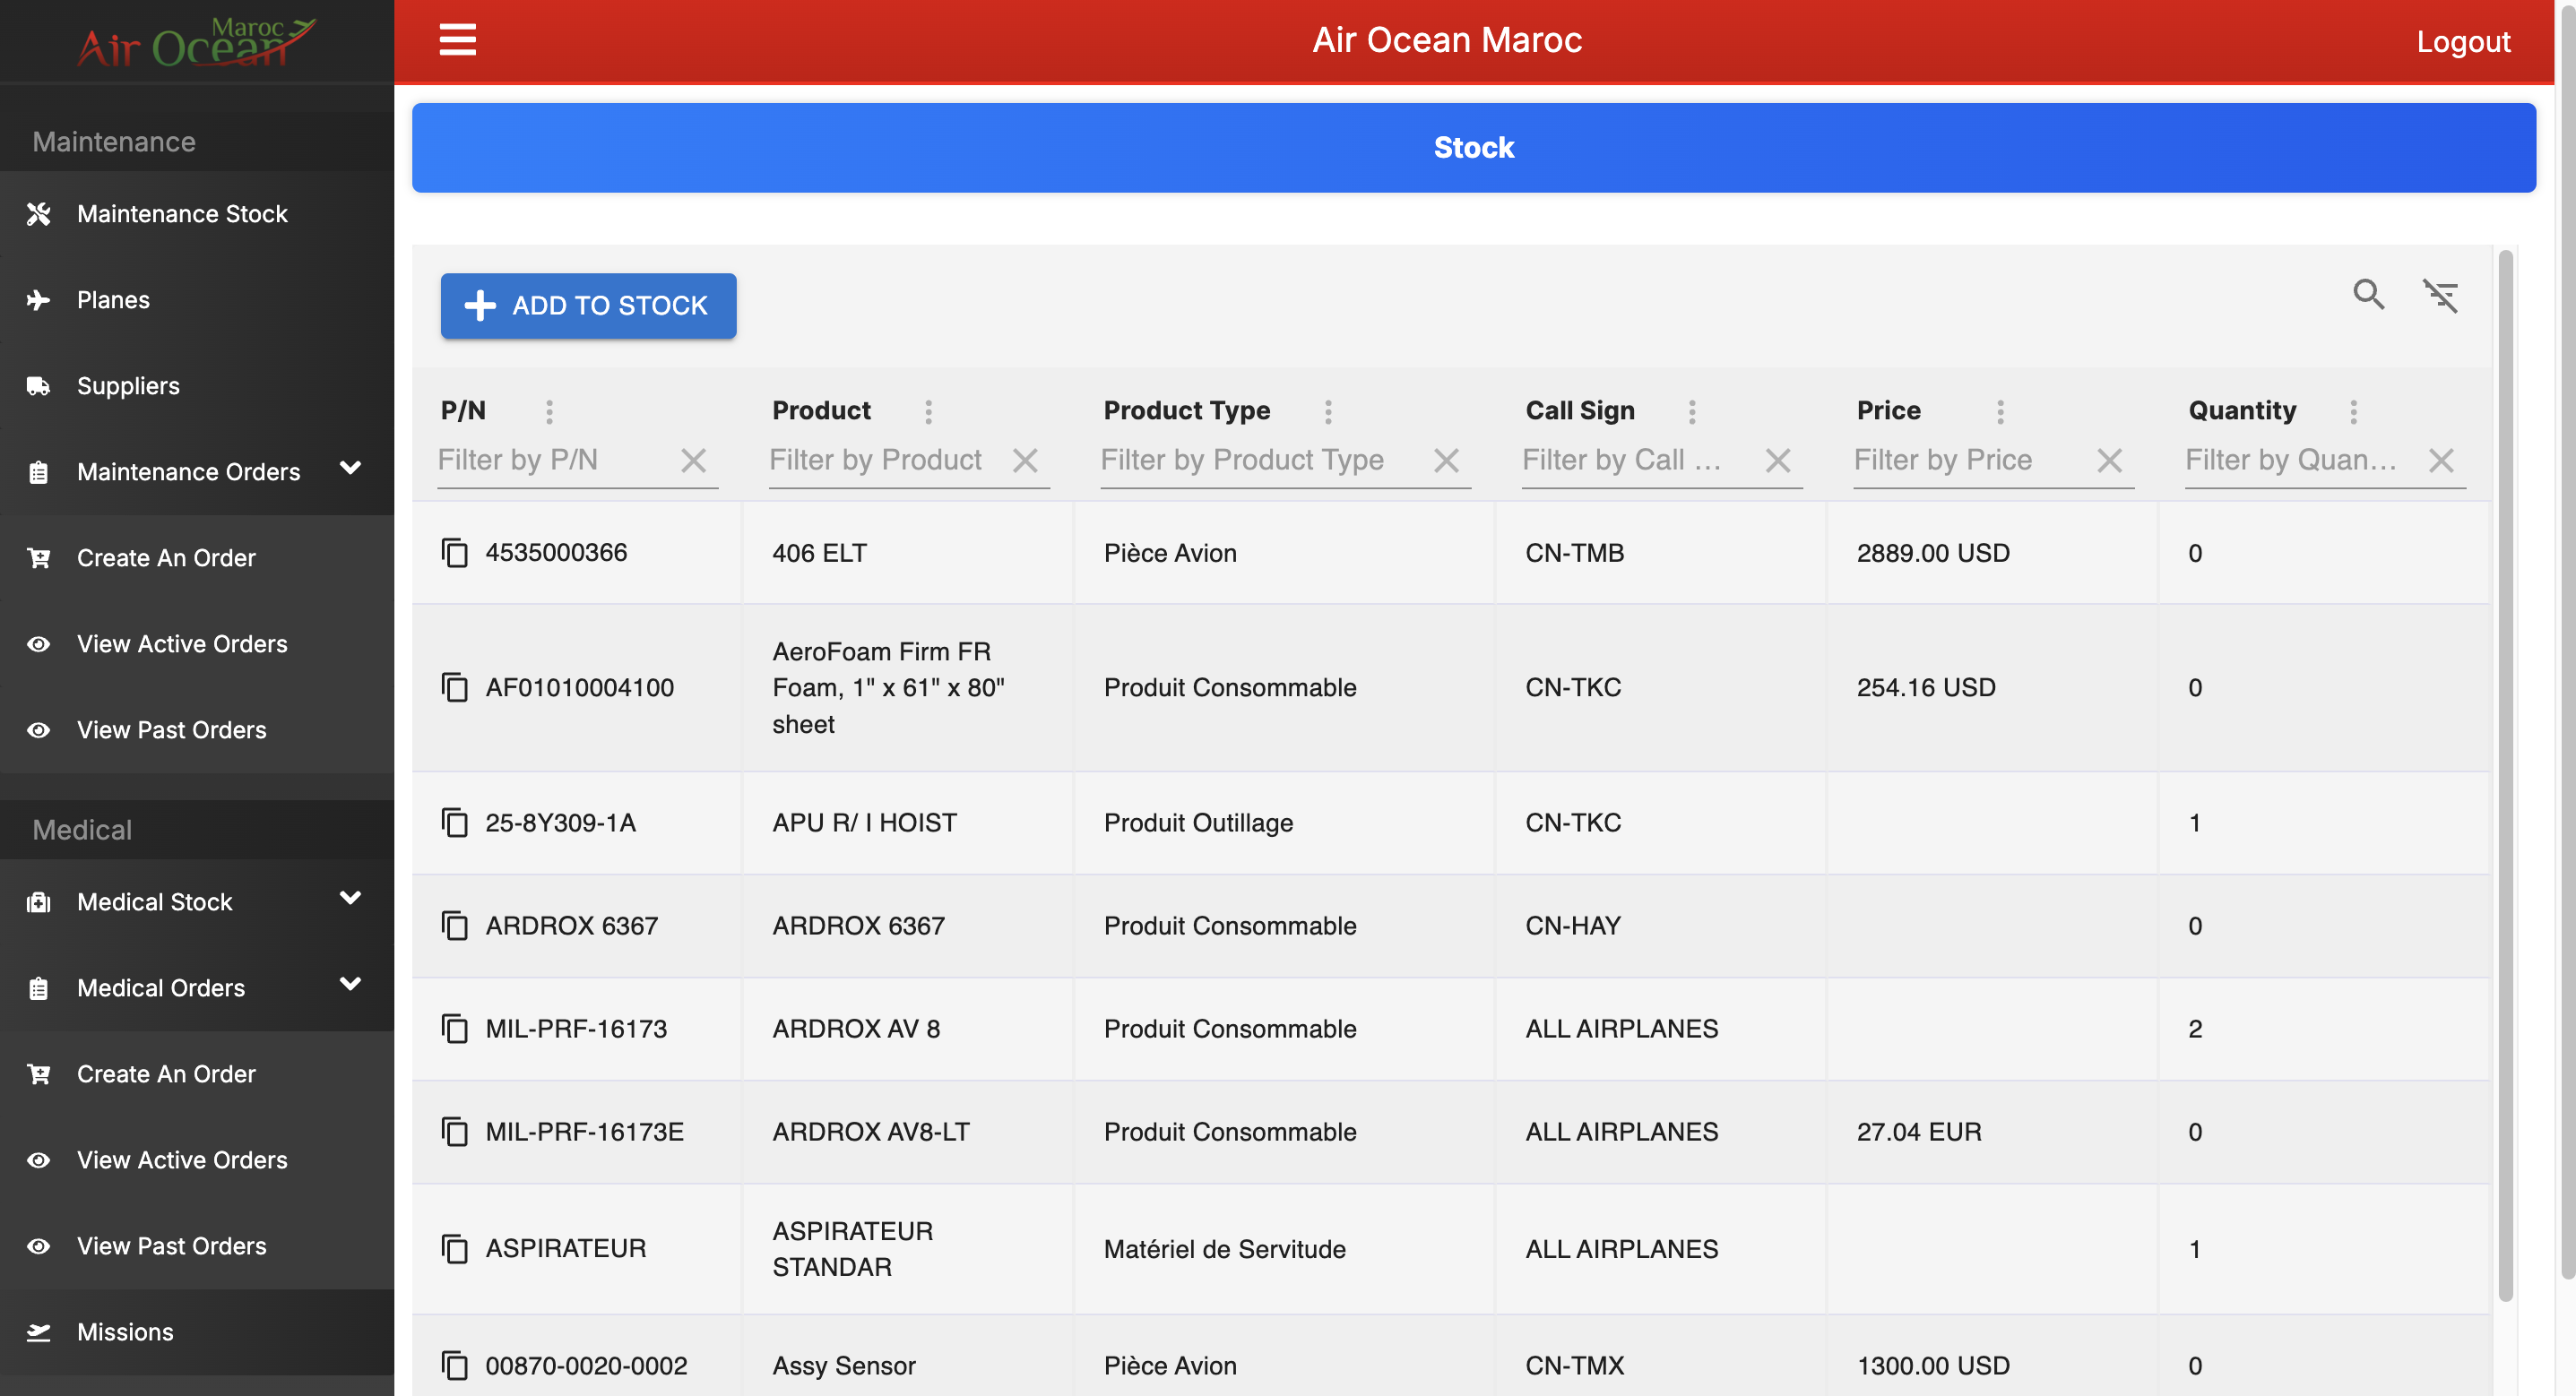 Air Ocean Maroc
Air Ocean Maroc
Logout
Maintenance
Maintenance Stock
Planes
Suppliers
Maintenance Orders
Create An Order
View Active Orders
View Past Orders
Medical
Medical Stock
Medical Orders
Create An Order
View Active Orders
View Past Orders
Missions
Stock
ADD TO STOCK
P/N Product Product Type Call Sign Price Quantity
Filter by P/N Filter by Product Filter by Product Type Filter by Call ... Filter by Price Filter by Quan...
4535000366 406 ELT Pièce Avion CN-TMB 2889.00 USD 0
AF01010004100 AeroFoam Firm FR
Foam, 1" x 61" x 80"
sheet Produit Consommable CN-TKC 254.16 USD 0
25-8Y309-1A APU R/ I HOIST Produit Outillage CN-TKC 1
ARDROX 6367 ARDROX 6367 Produit Consommable CN-HAY 0
MIL-PRF-16173 ARDROX AV 8 Produit Consommable ALL AIRPLANES 2
MIL-PRF-16173E ARDROX AV8-LT Produit Consommable ALL AIRPLANES 27.04 EUR 0
ASPIRATEUR ASPIRATEUR
STANDAR Matériel de Servitude ALL AIRPLANES 1
00870-0020-0002 Assy Sensor Pièce Avion CN-TMX 1300.00 USD 0